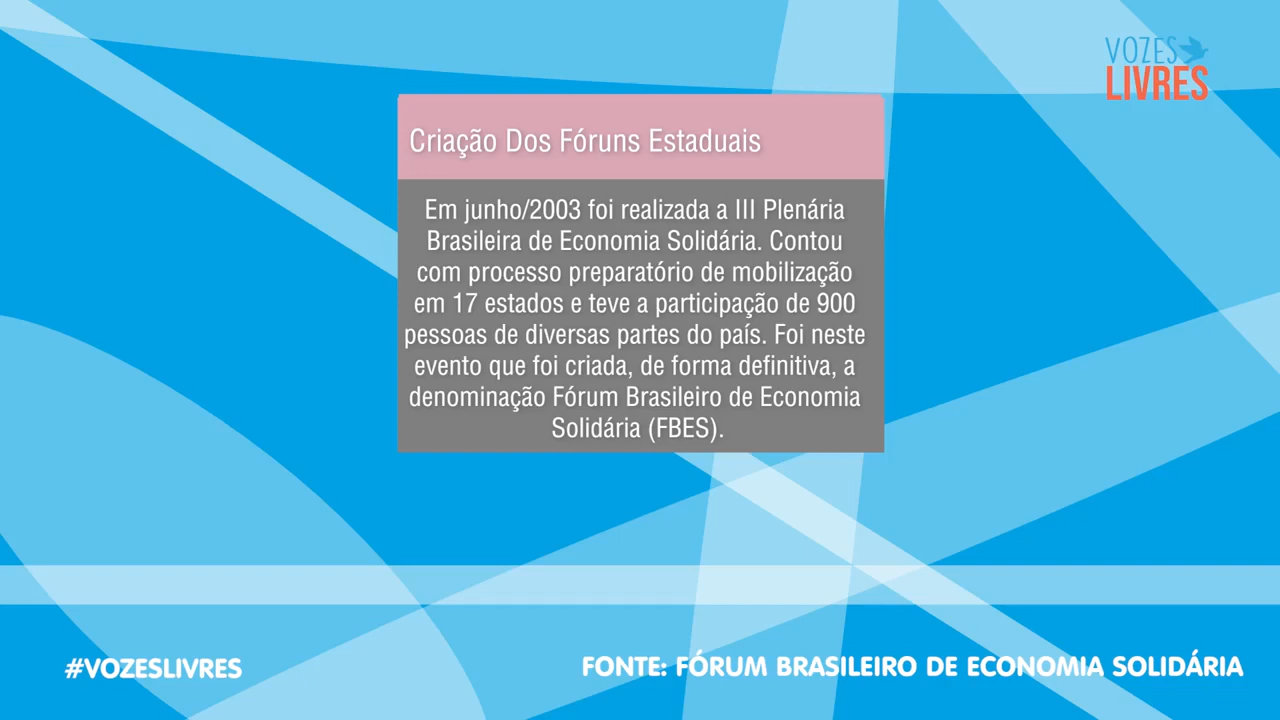 VOZES
LIVRES
Criação Dos Fóruns Estaduais
Em junho/2003 foi realizada a III Plenária
Brasileira de Economia Solidária. Contou
com processo preparatório de mobilização
em 17 estados e teve a participação de 900
pessoas de diversas partes do país. Foi neste
evento que foi criada, de forma definitiva, a
denominação Fórum Brasileiro de Economia
Solidária (FBES).
#VOZESLIVRES
FONTE: FÓRUM BRASILEIRO DE ECONOMIA SOLIDÁRIA